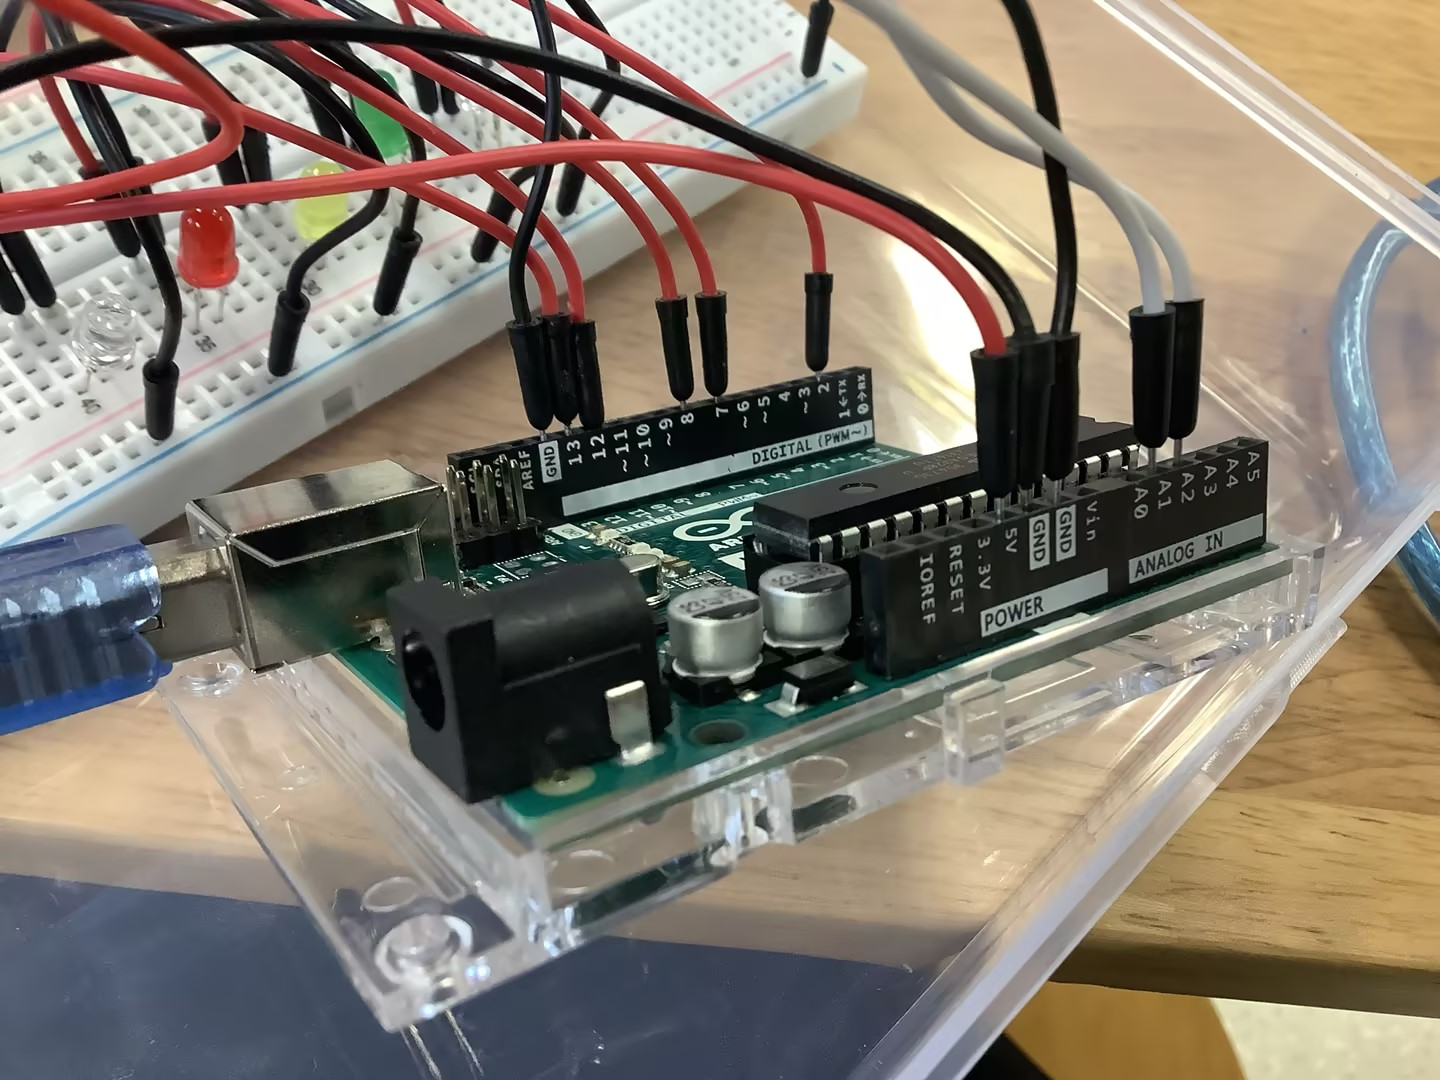 AREF
GND
13
12
~11
~10
~9
8
7
~6
~5
4
~3
2
1←TX
0→RX
DIGITAL (PWM~)
IOREF
RESET
3.3V
5V
GND
GND
Vin
POWER
A0
A1
A2
A3
A4
A5
ANALOG IN